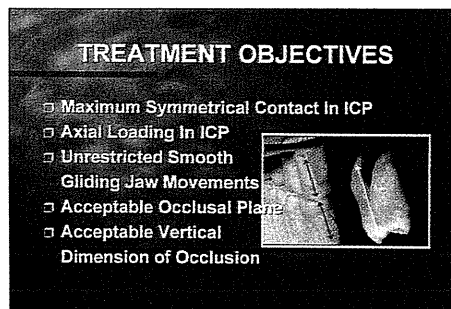 TREATMENT OBJECTIVES
Maximum Symmetrical Contact In ICP
Axial Loading In ICP
Unrestricted Smooth
Gliding Jaw Movements
Acceptable Occlusal Plane
Acceptable Vertical
Dimension of Occlusion